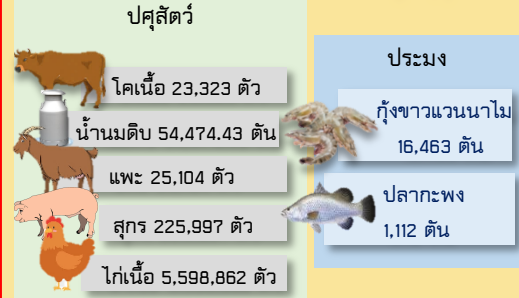 ปศุสัตว์
โคเนื้อ 23,323 ตัว
น้ำนมดิบ 54,474.43 ตัน
แพะ 25,104 ตัว
สุกร 225,997 ตัว
ไก่เนื้อ 5,598,862 ตัว
ประมง
กุ้งขาวแวนนาไม
16,463 ตัน
ปลากะพง
1,112 ตัน